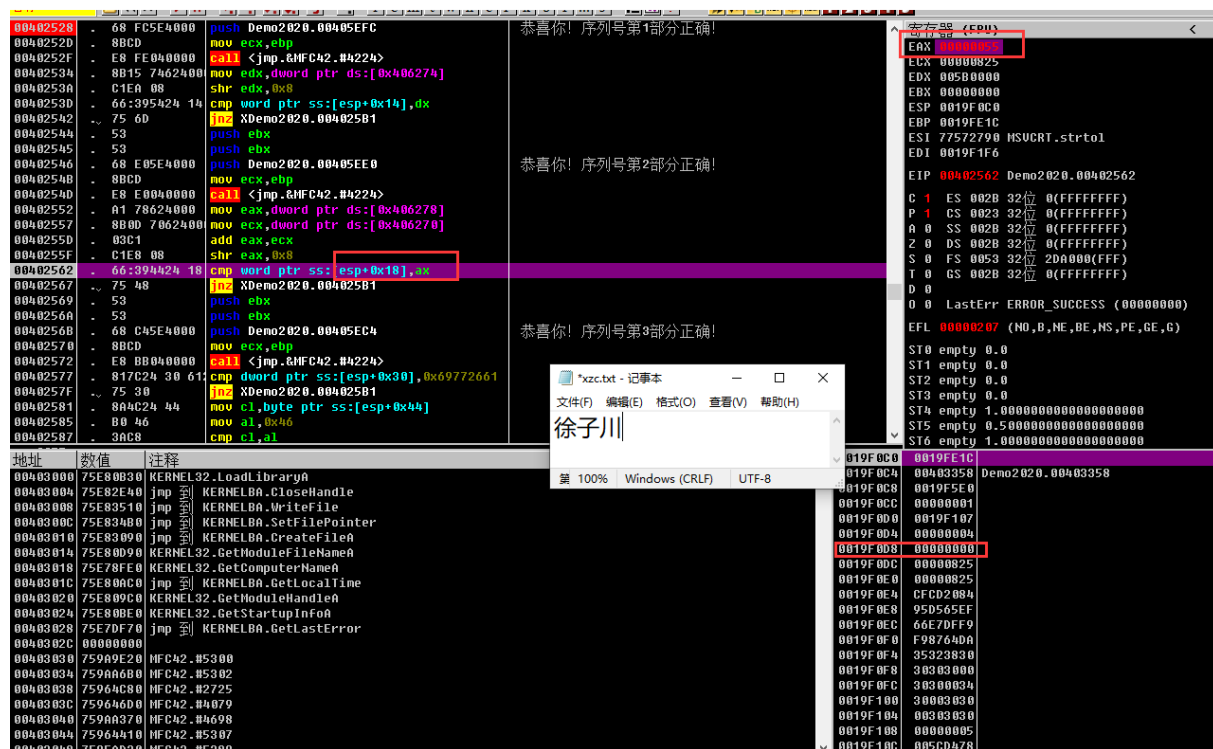 00402528 . 68 FC5E4000 push Demo2020.00405EFC 恭喜你! 序列号第1部分正确!
0040252D . 8BCD mov ecx,ebp
0040252F . E8 FE040000 call <jmp.&MFC42.#4224>
00402534 . 8B15 7462400 mov edx,dword ptr ds:[0x406274]
0040253A . C1EA 08 shr edx,0x8
0040253D . 66:395424 14 cmp word ptr ss:[esp+0x14],dx
00402542 .. 75 6D jnz XDemo2020.004025B1
00402544 . 53 push ebx
00402545 . 53 push ebx
00402546 . 68 E05E4000 push Demo2020.00405EE0 恭喜你! 序列号第2部分正确!
0040254B . 8BCD mov ecx,ebp
0040254D . E8 E0040000 call <jmp.&MFC42.#4224>
00402552 . A1 78624000 mov eax,dword ptr ds:[0x406278]
00402557 . 8B0D 7062400 mov ecx,dword ptr ds:[0x406270]
0040255D . 03C1 add eax,ecx
0040255F . C1E8 08 shr eax,0x8
00402562 . 66:394424 18 cmp word ptr ss:[esp+0x18],ax
00402567 .. 75 48 jnz XDemo2020.004025B1
00402569 . 53 push ebx
0040256A . 53 push ebx
0040256B . 68 C45E4000 push Demo2020.00405EC4 恭喜你! 序列号第3部分正确!
00402570 . 8BCD mov ecx,ebp
00402572 . E8 BB040000 call <jmp.&MFC42.#4224>
00402577 . 817C24 30 612 cmp dword ptr ss:[esp+0x30],0x69772661
0040257F .. 75 30 jnz XDemo2020.004025B1
00402581 . 8A4C24 44 mov cl,byte ptr ss:[esp+0x44]
00402585 . B0 46 mov al,0x46
00402587 . 3AC8 cmp cl,al
寄存器 (FPU) <
EAX 00000055
ECX 00000825
EDX 005B0000
EBX 00000000
ESP 0019F0C0
EBP 0019FE1C
ESI 77572790 MSVCRT.strtol
EDI 0019F1F6
EIP 00402562 Demo2020.00402562
C 1 ES 002B 32位 0(FFFFFFFF)
P 1 CS 0023 32位 0(FFFFFFFF)
A 0 SS 002B 32位 0(FFFFFFFF)
Z 0 DS 002B 32位 0(FFFFFFFF)
S 0 FS 0053 32位 2DA000(FFF)
T 0 GS 002B 32位 0(FFFFFFFF)
D 0
O 0 LastErr ERROR_SUCCESS (00000000)
EFL 00000207 (NO,B,NE,BE,NS,PE,GE,G)
ST0 empty 0.0
ST1 empty 0.0
ST2 empty 0.0
ST3 empty 0.0
ST4 empty 1.0000000000000000000
ST5 empty 0.5000000000000000000
ST6 empty 1.0000000000000000000
*xzc.txt - 记事本
文件(F) 编辑(E) 格式(O) 查看(V) 帮助(H)
徐子川
第 100% Windows (CRLF) UTF-8
地址 数值 注释
00403000 75E80B30 KERNEL32.LoadLibraryA
00403004 75E82E40 jmp 到 KERNELBA.CloseHandle
00403008 75E83510 jmp 到 KERNELBA.WriteFile
0040300C 75E834B0 jmp 到 KERNELBA.SetFilePointer
00403010 75E83090 jmp 到 KERNELBA.CreateFileA
00403014 75E80D90 KERNEL32.GetModuleFileNameA
00403018 75E78FE0 KERNEL32.GetComputerNameA
0040301C 75E80AC0 jmp 到 KERNELBA.GetLocalTime
00403020 75E809C0 KERNEL32.GetModuleHandleA
00403024 75E80BE0 KERNEL32.GetStartupInfoA
00403028 75E7DF70 jmp 到 KERNELBA.GetLastError
0040302C 00000000
00403030 759A9E20 MFC42.#5300
00403034 759AA6B0 MFC42.#5302
00403038 75964C80 MFC42.#2725
0040303C 759646D0 MFC42.#4079
00403040 759AA370 MFC42.#4698
00403044 75964410 MFC42.#5307
0019F0C0 0019FE1C
0019F0C4 00403358 Demo2020.00403358
0019F0C8 0019F5E0
0019F0CC 00000001
0019F0D0 0019F107
0019F0D4 00000004
0019F0D8 00000000
0019F0DC 00000825
0019F0E0 00000825
0019F0E4 CFCD2084
0019F0E8 95D565EF
0019F0EC 66E7DFF9
0019F0F0 F98764DA
0019F0F4 35323830
0019F0F8 30303000
0019F0FC 30300034
0019F100 30003030
0019F104 00303030
0019F108 00000005
0019F10C 005CD478